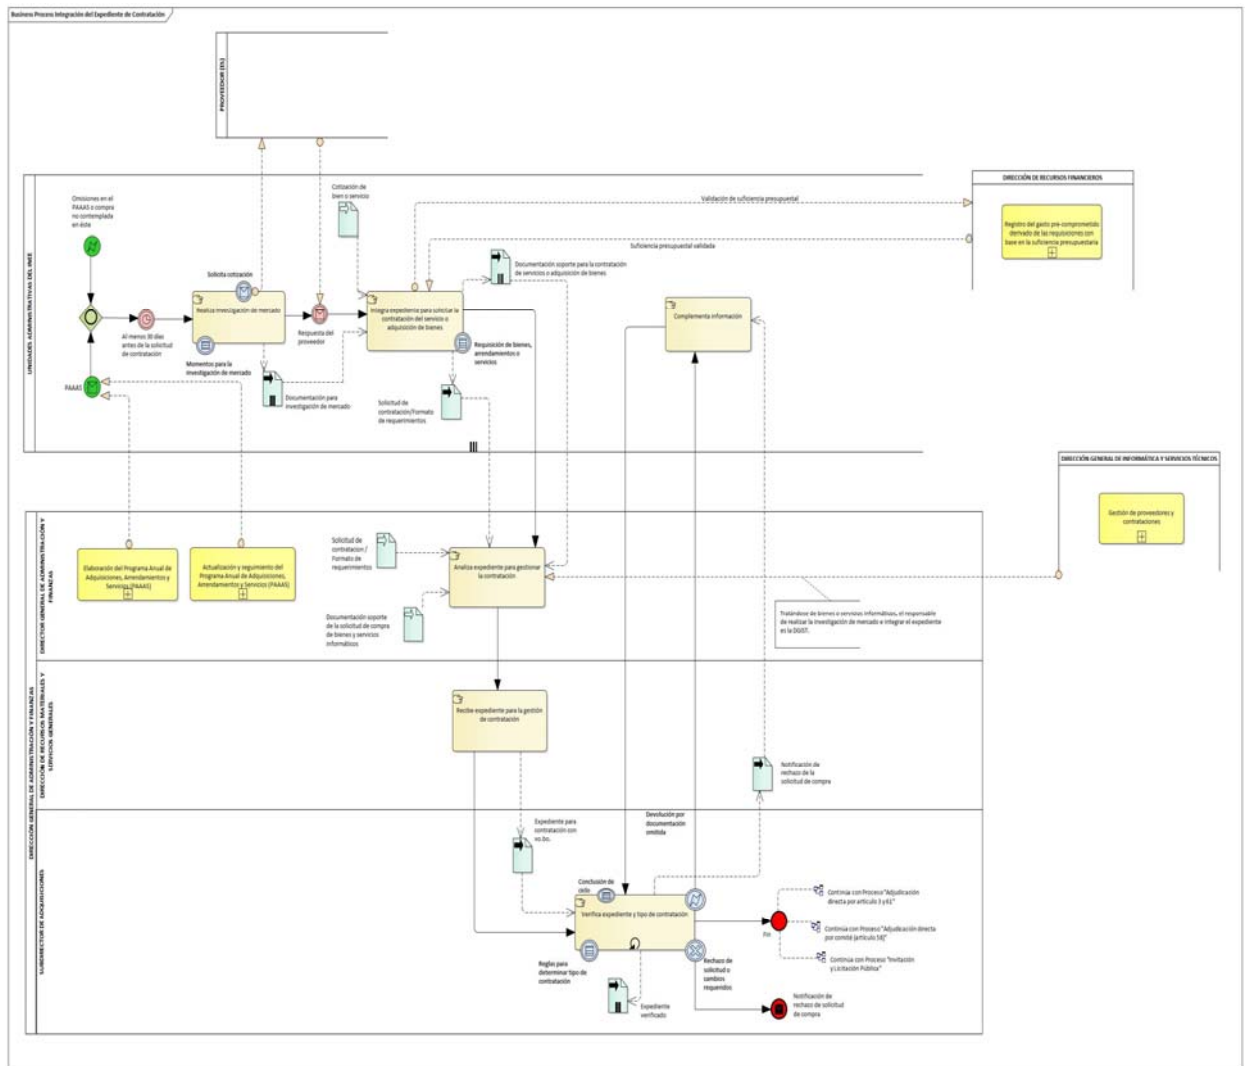 Business Process Integración del Expediente de Contratación
PROVEEDOR (ES)
UNIDADES ADMINISTRATIVAS DEL INEE
Omisiones en el
PAAAS o compra
no contemplada
en éste
Al menos 30 días
antes de la solicitud
de contratación
PAAAS
Solicita cotización
Realiza investigación de mercado
Momentos para la
investigación de mercado
Respuesta del
proveedor
Documentación para
investigación de mercado
Cotización de
bien o servicio
Integra expediente para solicitar la
contratación del servicio o
adquisición de bienes
Requisición de bienes,
arrendamientos o
servicios
Solicitud de
contratación/Formato
de requerimientos
Documentación soporte para la contratación
de servicios o adquisición de bienes
Validación de suficiencia presupuestal
Suficiencia presupuestal validada
Complementa información
DIRECCIÓN DE RECURSOS FINANCIEROS
Registro del gasto pre-comprometido
derivado de las requisiciones con
base en la suficiencia presupuestaria
DIRECCIÓN GENERAL DE INFORMÁTICA Y SERVICIOS TÉCNICOS
Gestión de proveedores y
contrataciones
DIRECCIÓN GENERAL DE ADMINISTRACIÓN Y FINANZAS
DIRECTOR GENERAL DE ADMINISTRACIÓN Y
FINANZAS
Elaboración del Programa Anual de
Adquisiciones, Arrendamientos y
Servicios (PAAAS)
Actualización y seguimiento del
Programa Anual de Adquisiciones,
Arrendamientos y Servicios (PAAAS)
Solicitud de
contratacion /
Formato de
requerimientos
Documentación soporte
de la solicitud de compra
de bienes y servicios
informáticos
Analiza expediente para gestionar
la contratación
Tratándose de bienes o servicios informáticos, el responsable
de realizar la investigación de mercado e integrar el expediente
es la DGIST.
DIRECCIÓN DE RECURSOS MATERIALES Y
SERVICIOS GENERALES
Recibe expediente para la gestión
de contratación
Notificación de
rechazo de la
solicitud de compra
SUBDIRECTOR DE ADQUISICIONES
Expediente para
contratación con
vo.bo.
Devolución por
documentación
omitida
Conclusión de
ciclo
Verifica expediente y tipo de contratación
Reglas para
determinar tipo de
contratación
Expediente
verificado
Rechazo de
solicitud o
cambios
requeridos
Fin
Continúa con Proceso "Adjudicación
directa por artículo 3 y 61"
Continúa con Proceso "Adjudicación directa
por comité (artículo 58)"
Continúa con Proceso "Invitación
y Licitación Pública"
Notificación de
rechazo de solicitud
de compra